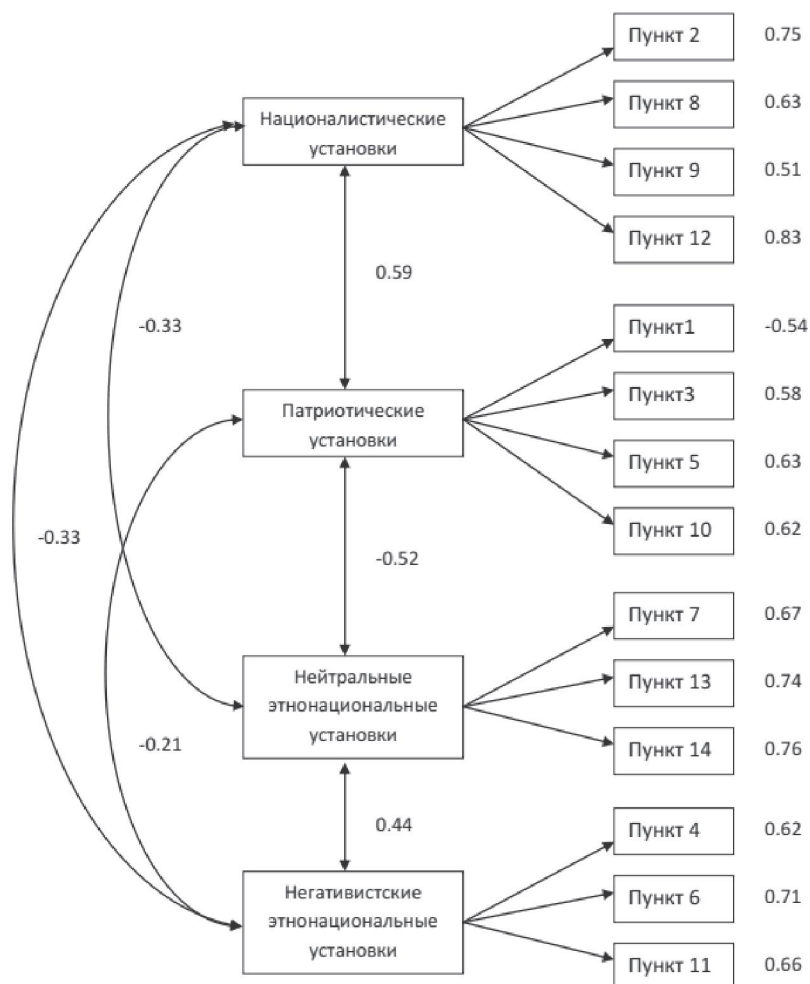 Пункт 2 0.75
Националистические
установки
Пункт 8 0.63
Пункт 9 0.51
Пункт 12 0.83
0.59
-0.33
Пункт1 -0.54
Патриотические
установки
Пункт3 0.58
Пункт 5 0.63
Пункт 10 0.62
-0.33
-0.52
Пункт 7 0.67
Нейтральные
этнонациональные
установки
Пункт 13 0.74
Пункт 14 0.76
-0.21
0.44
Пункт 4 0.62
Негативистские
этнонациональные
установки
Пункт 6 0.71
Пункт 11 0.66